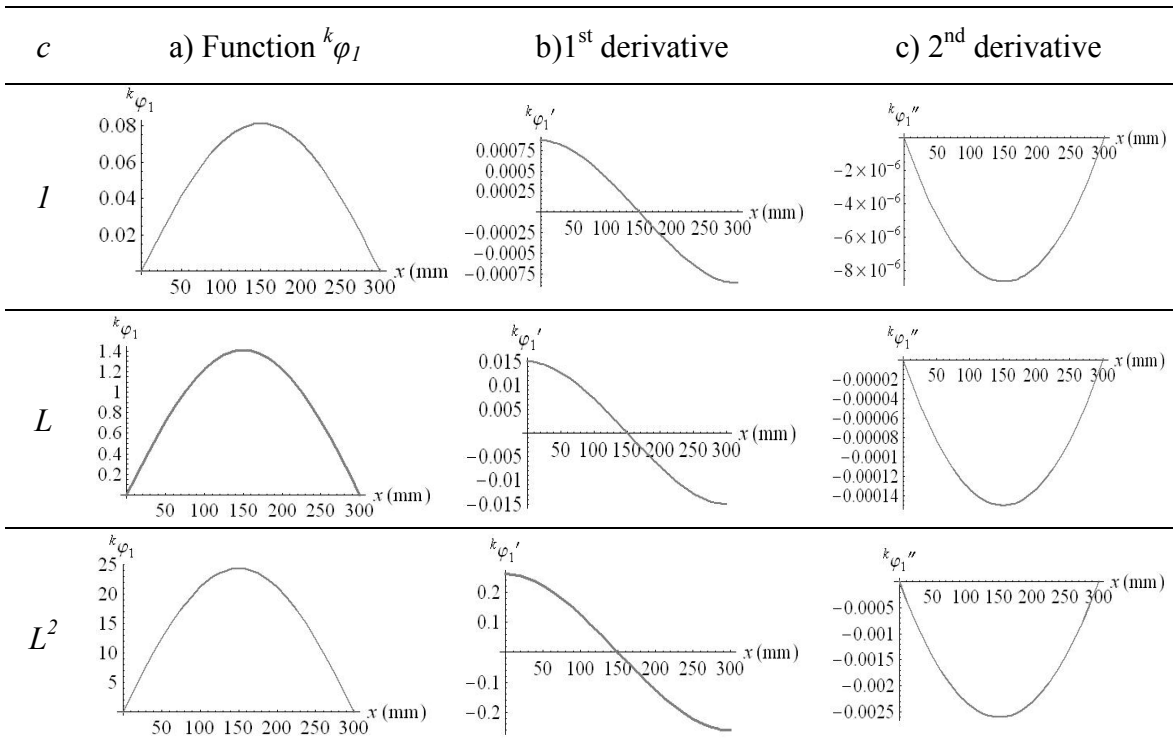 c a) Function ᵏφ₁ b)1ˢᵗ derivative c) 2ⁿᵈ derivative
1
ᵏφ₁
0.08
0.06
0.04
0.02
50 100 150 200 250 300
x (mm
ᵏφ₁′
0.00075
0.0005
0.00025
−0.00025
−0.0005
−0.00075
50 100 150 200 250 300
x (mm)
ᵏφ₁″
50 100 150 200 250 300
x (mm)
−2×10⁻⁶
−4×10⁻⁶
−6×10⁻⁶
−8×10⁻⁶
L
ᵏφ₁
1.4
1.2
1
0.8
0.6
0.4
0.2
50 100 150 200 250 300
x (mm)
ᵏφ₁′
0.015
0.01
0.005
−0.005
−0.01
−0.015
50 100 150 200 250 300
x (mm)
ᵏφ₁″
50 100 150 200 250 300
x (mm)
−0.00002
−0.00004
−0.00006
−0.00008
−0.0001
−0.00012
−0.00014
L²
ᵏφ₁
25
20
15
10
5
50 100 150 200 250 300
x (mm)
ᵏφ₁′
0.2
0.1
−0.1
−0.2
50 100 150 200 250 300
x (mm)
ᵏφ₁″
50 100 150 200 250 300
x (mm)
−0.0005
−0.001
−0.0015
−0.002
−0.0025